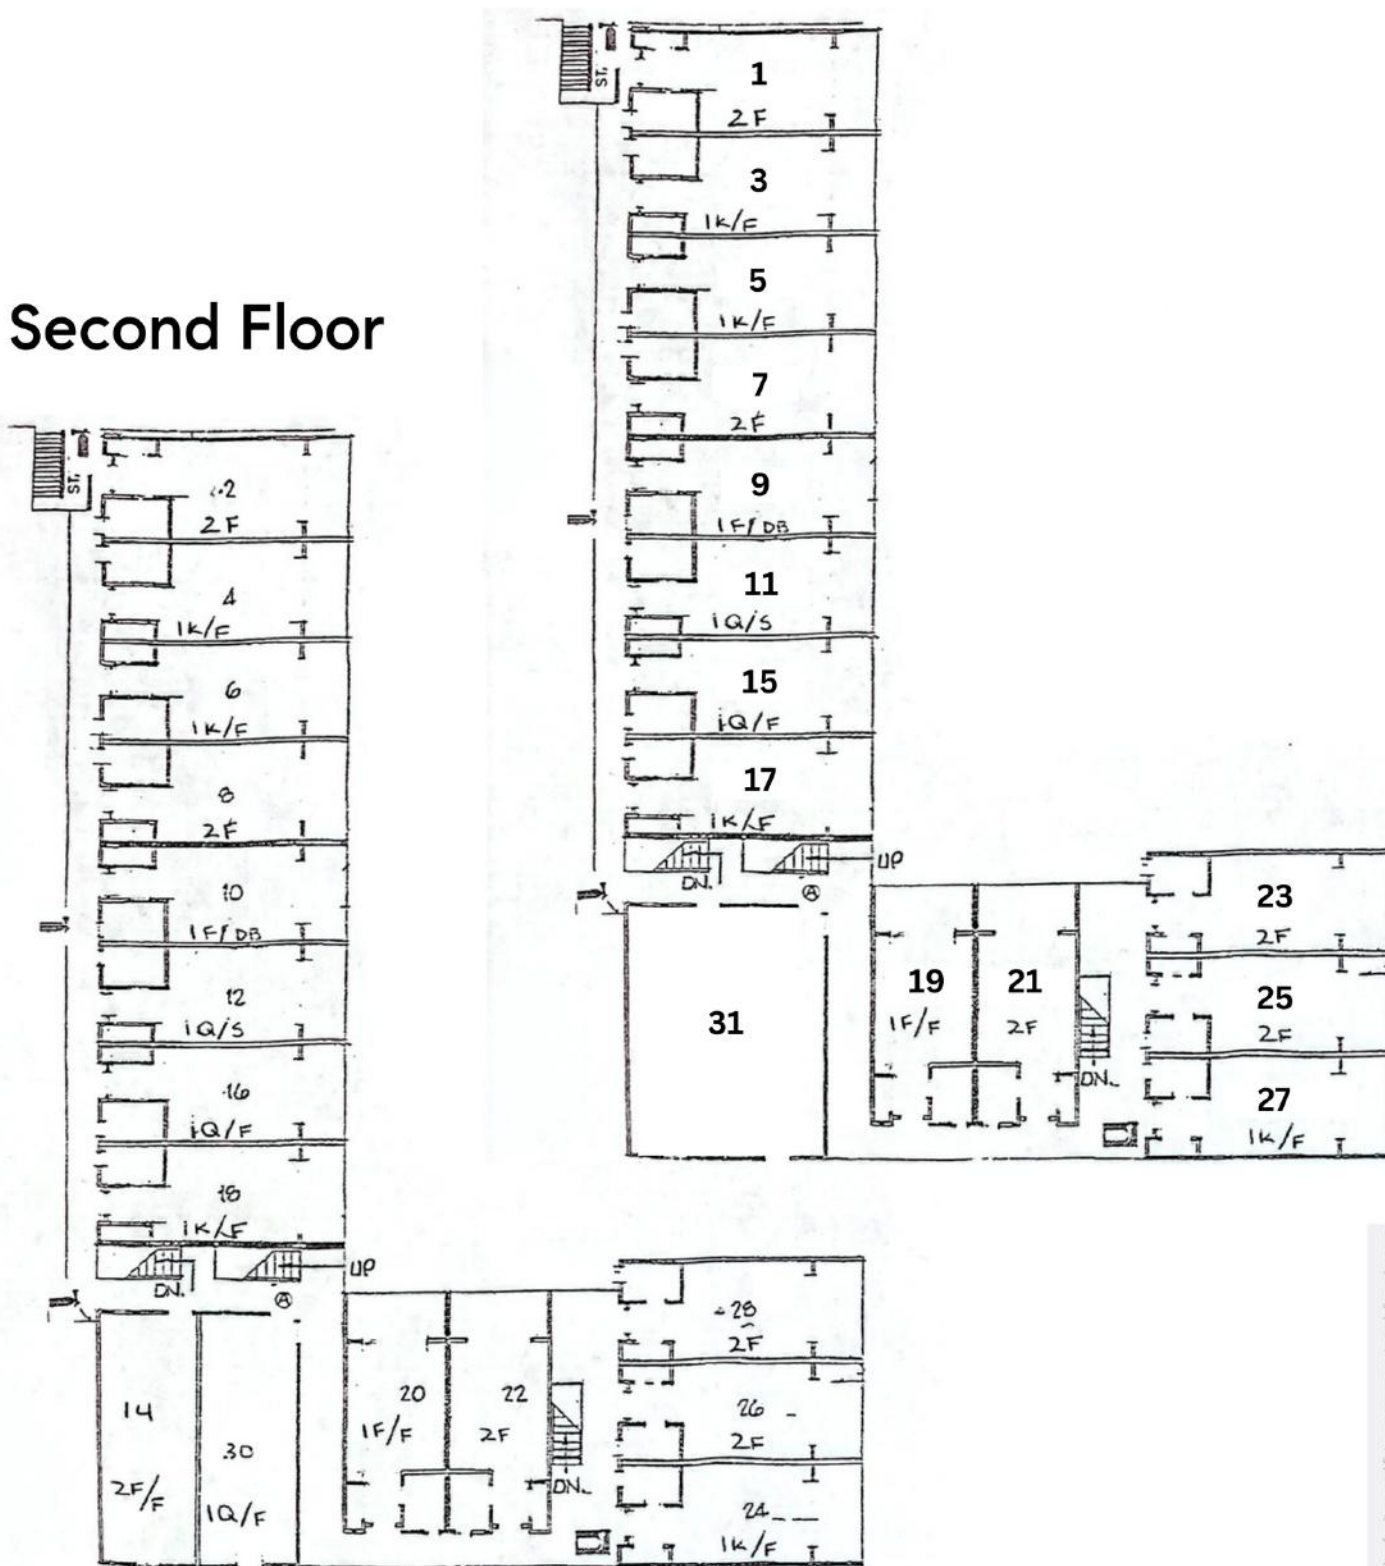 Second Floor
ST.
1
2F
3
1K/F
5
1K/F
7
2F
9
1F/DB
11
1Q/S
15
1Q/F
17
1K/F
DN.
UP
A
31
19
1F/F
21
2F
DN.
23
2F
25
2F
27
1K/F
ST.
2
2F
4
1K/F
6
1K/F
8
2F
10
1F/DB
12
1Q/S
16
1Q/F
18
1K/F
DN.
UP
A
14
2F/F
30
1Q/F
20
1F/F
22
2F
DN.
28
2F
26
2F
24
1K/F